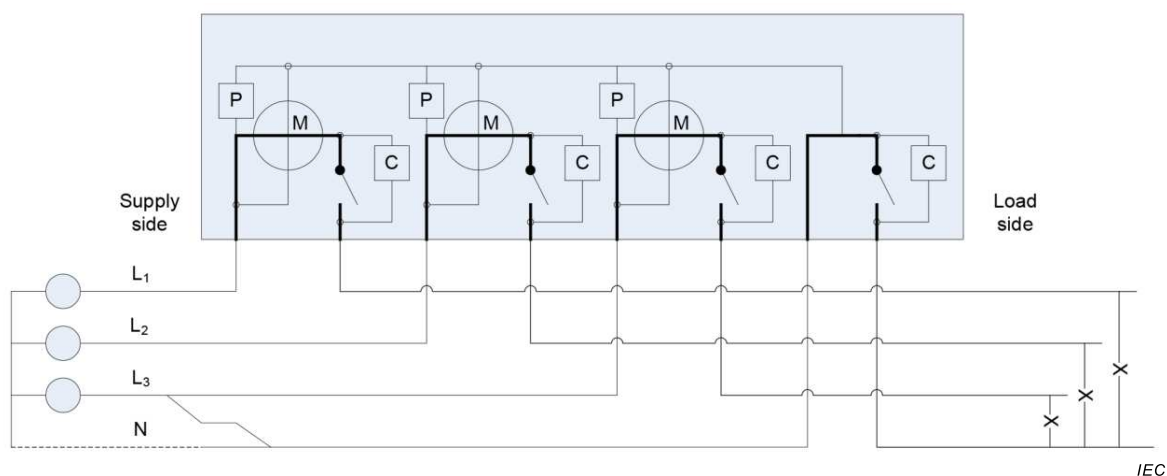 P M C P M C P M C C
Supply side
Load side
L₁
L₂
L₃
N
X X X
IEC